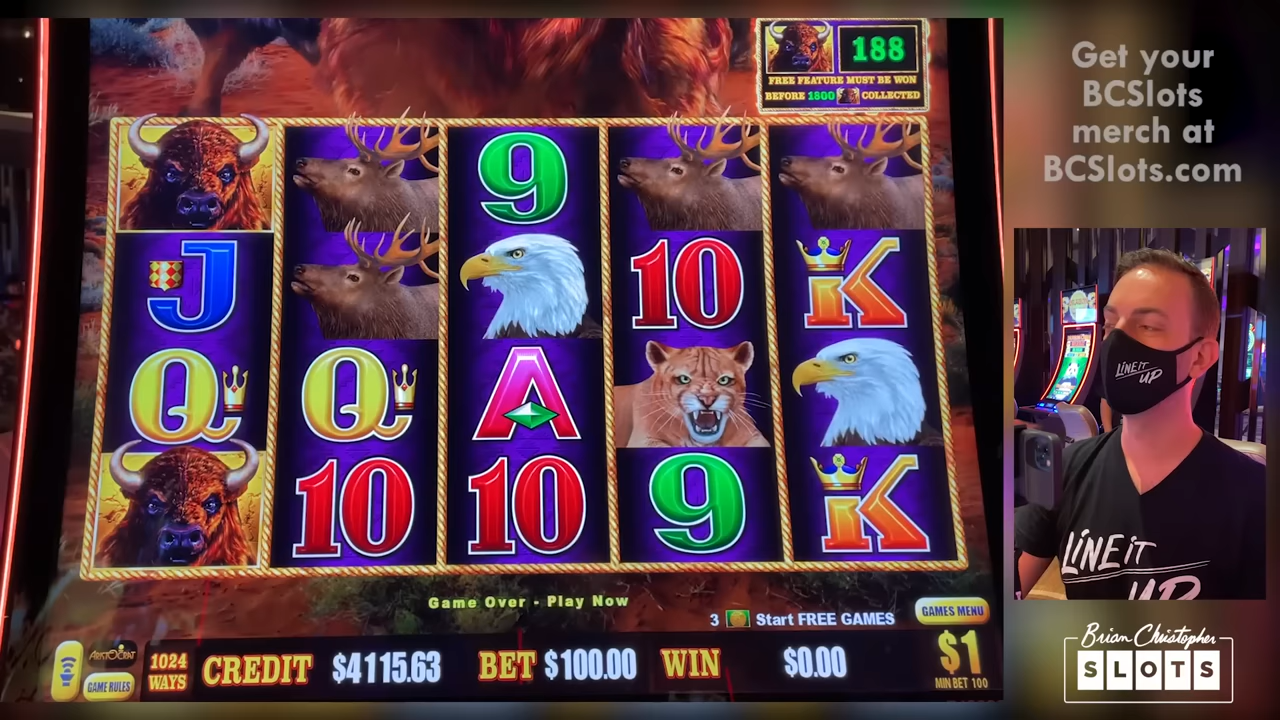 188
FREE FEATURE MUST BE WON
BEFORE 1800 COLLECTED
Get your
BCSlots
merch at
BCSlots.com
9
J
10
K
Q
Q
A
10
10
9
K
LINE IT
UP
LINE IT
UP
Game Over - Play Now
3 Start FREE GAMES
GAMES MENU
ARISTOCRAT
GAME RULES
1024
WAYS
CREDIT $4115.63
BET $100.00
WIN $0.00
$1
MIN BET 100
Brian Christopher
SLOTS